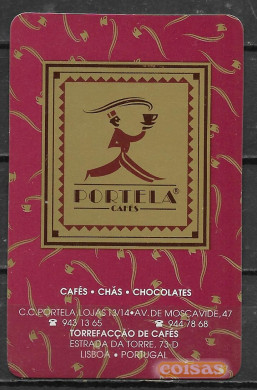 PORTELA®
CAFÉS
CAFÉS • CHÁS • CHOCOLATES
C.C.PORTELA LOJAS 13/14•AV. DE MOSCAVIDE, 47
☎ 943 13 65 ☎ 944 78 68
TORREFACÇÃO DE CAFÉS
ESTRADA DA TORRE, 73-D
LISBOA • PORTUGAL
coisas